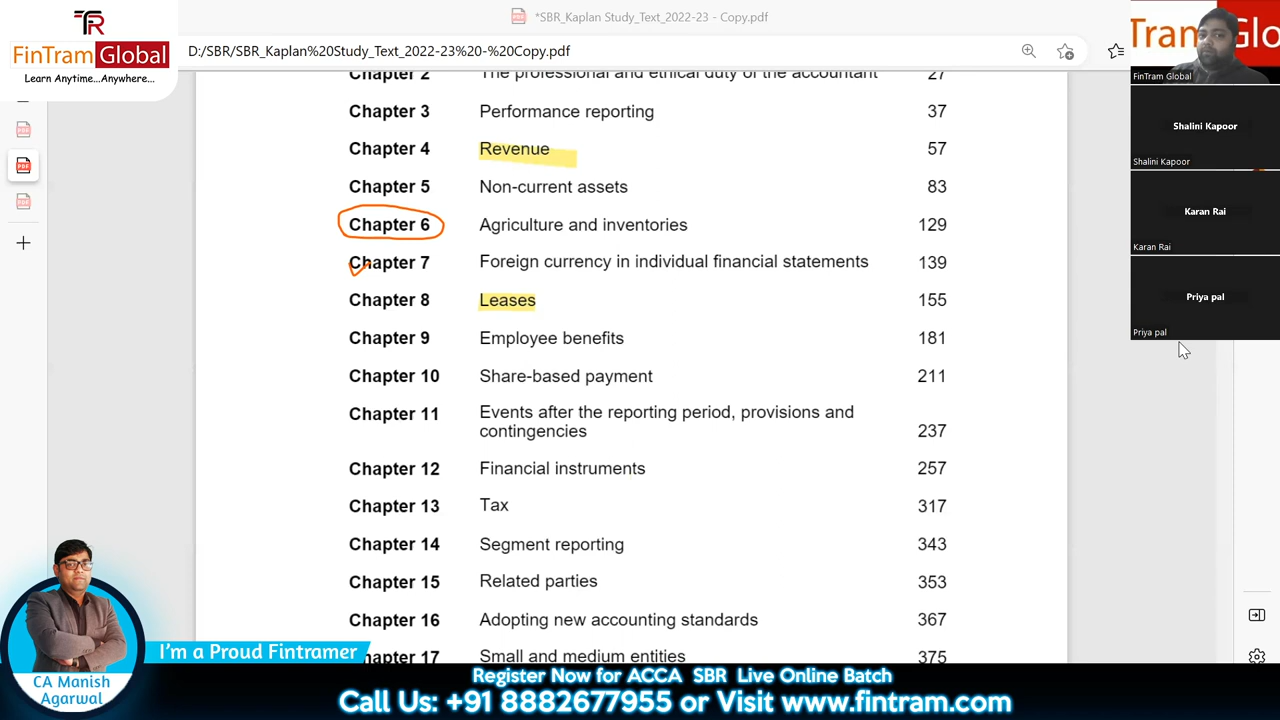 TR
FinTram Global
Learn Anytime...Anywhere...
*SBR_Kaplan Study_Text_2022-23 - Copy.pdf
D:/SBR/SBR_Kaplan%20Study_Text_2022-23%20-%20Copy.pdf
Chapter 2 The professional and ethical duty of the accountant 27
Chapter 3 Performance reporting 37
Chapter 4 Revenue 57
Chapter 5 Non-current assets 83
Chapter 6 Agriculture and inventories 129
Chapter 7 Foreign currency in individual financial statements 139
Chapter 8 Leases 155
Chapter 9 Employee benefits 181
Chapter 10 Share-based payment 211
Chapter 11 Events after the reporting period, provisions and
contingencies 237
Chapter 12 Financial instruments 257
Chapter 13 Tax 317
Chapter 14 Segment reporting 343
Chapter 15 Related parties 353
Chapter 16 Adopting new accounting standards 367
hapter 17 Small and medium entities 375
Tram Glo
FinTram Global
Shalini Kapoor
Shalini Kapoor
Karan Rai
Karan Rai
Priya pal
Priya pal
I'm a Proud Fintramer
CA Manish
Agarwal
Register Now for ACCA SBR Live Online Batch
Call Us: +91 8882677955 or Visit www.fintram.com